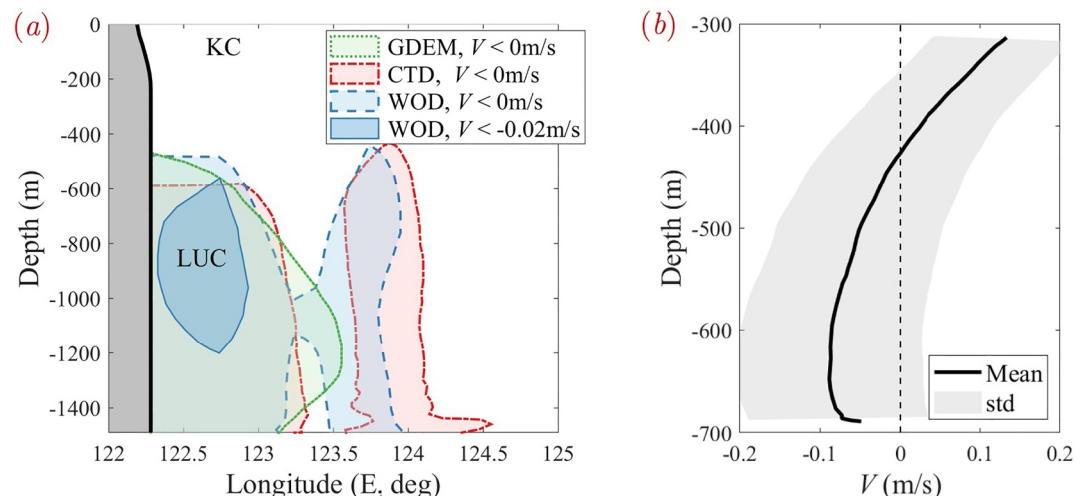 (a)
KC
GDEM, V < 0m/s
CTD, V < 0m/s
WOD, V < 0m/s
WOD, V < -0.02m/s
LUC
0
-200
-400
-600
-800
-1000
-1200
-1400
Depth (m)
122
122.5
123
123.5
124
124.5
125
Longitude (E, deg)
(b)
-300
-400
-500
-600
-700
Depth (m)
Mean
std
-0.2
-0.1
0
0.1
0.2
V (m/s)